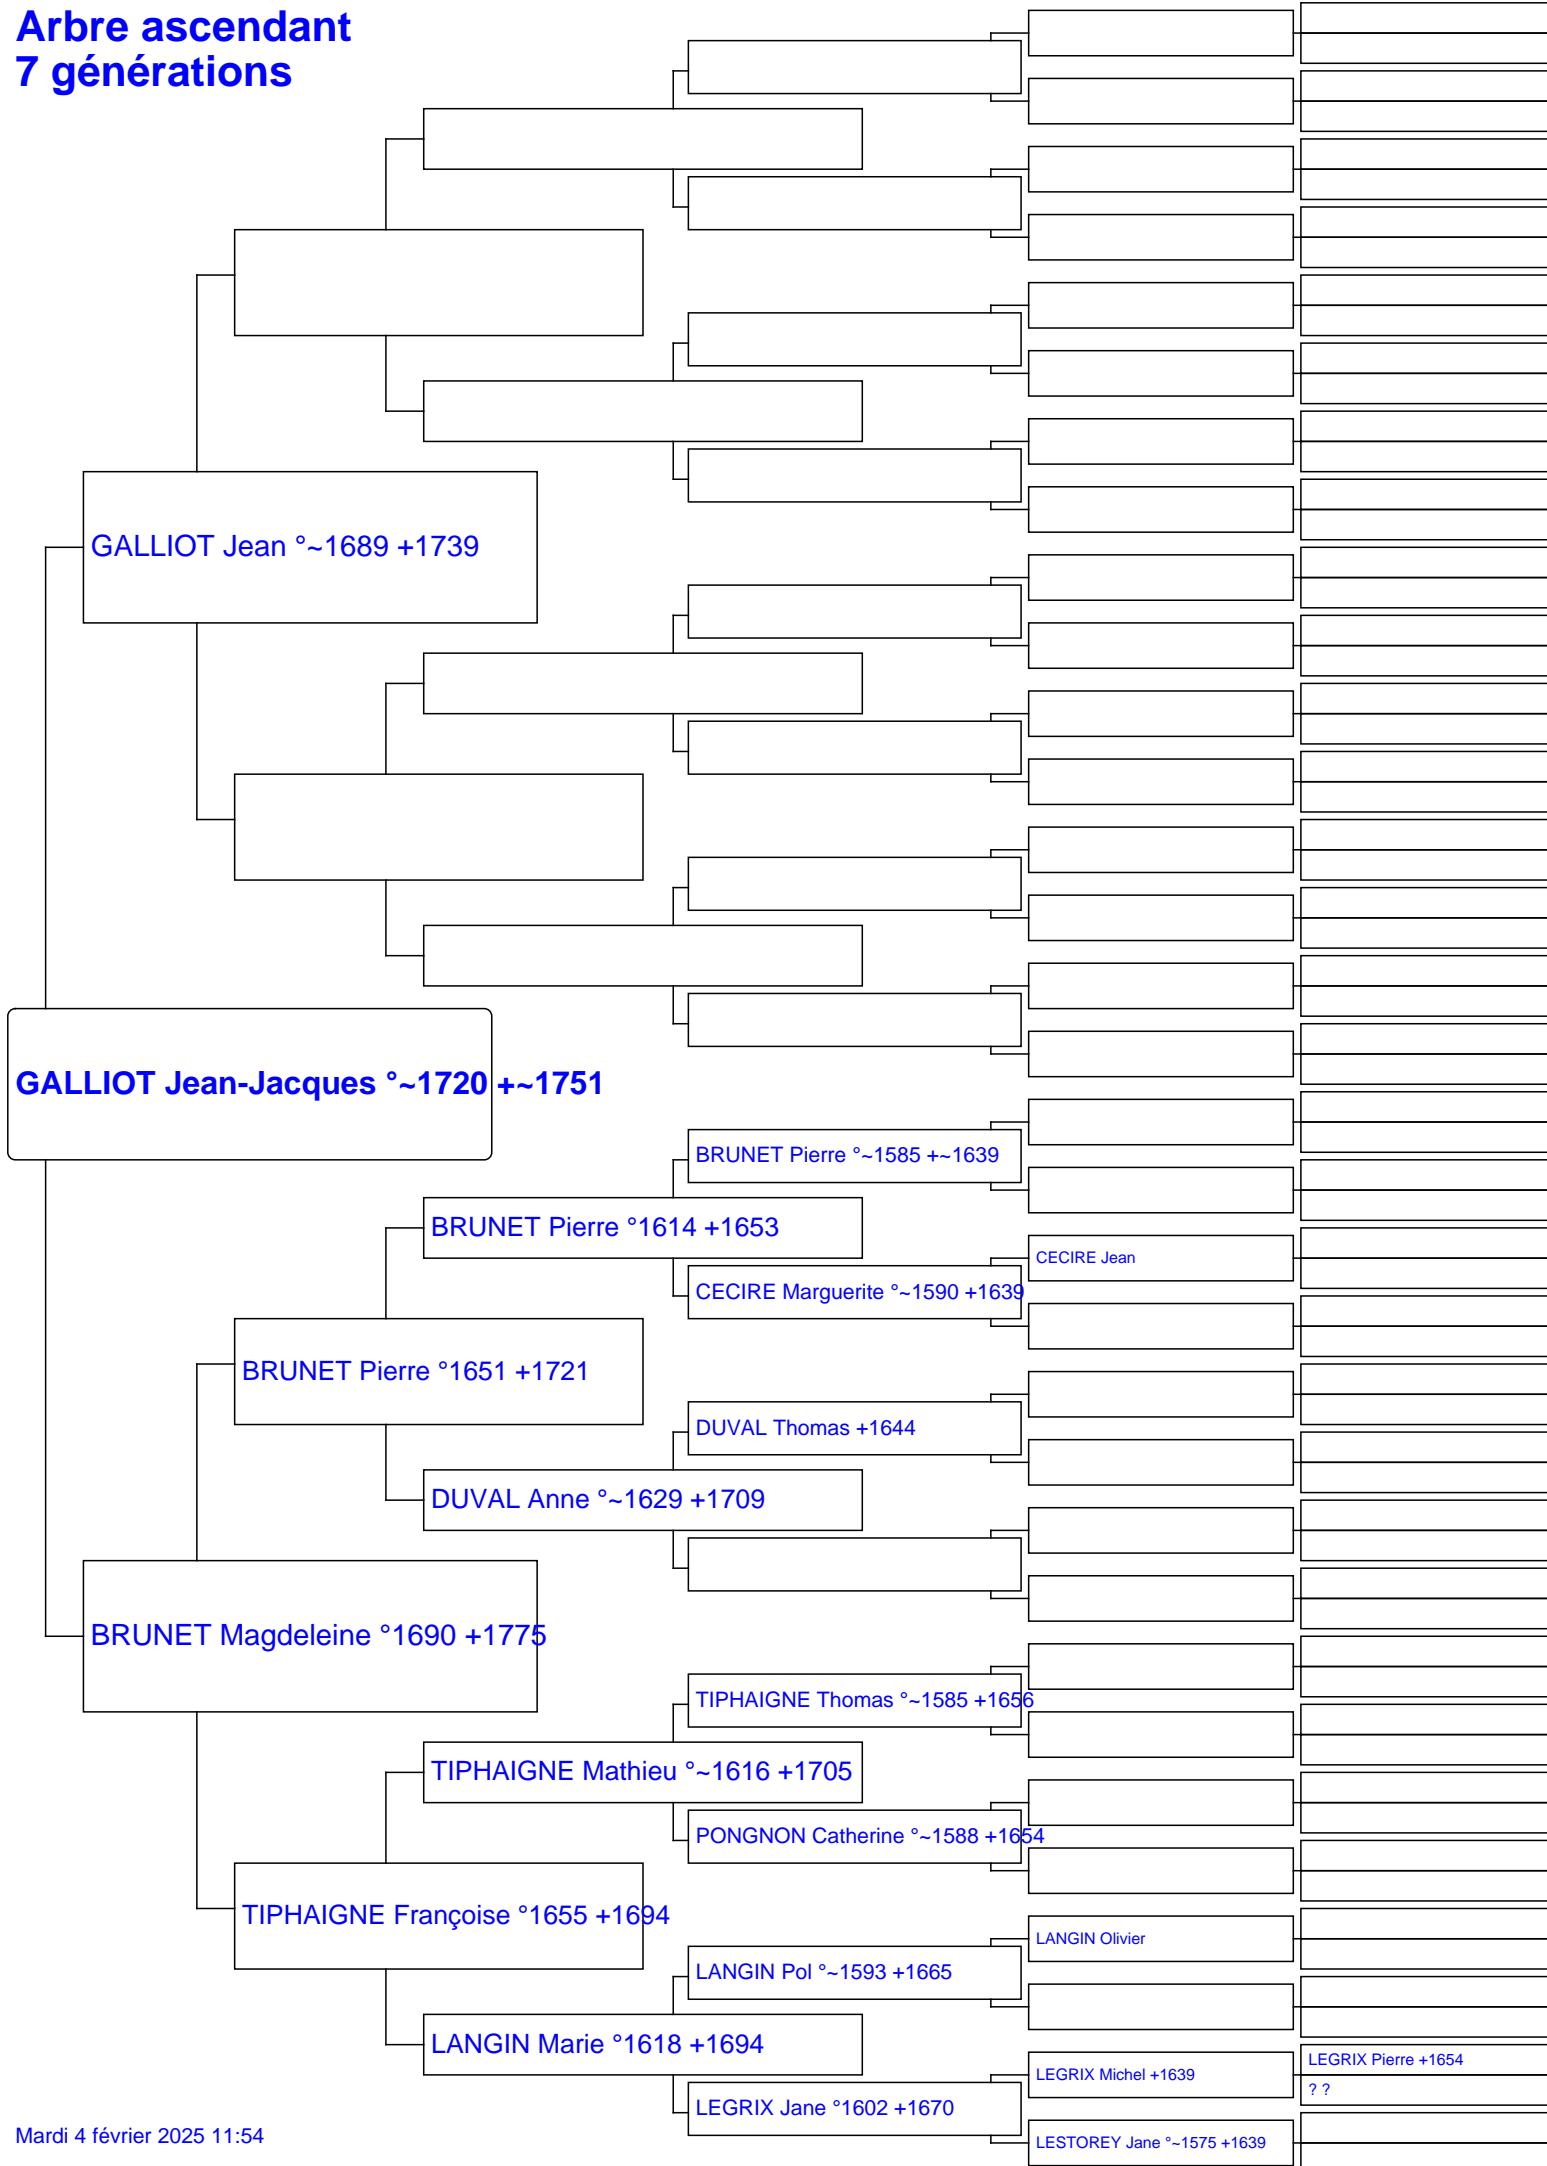 Arbre ascendant
7 générations
GALLIOT Jean °~1689 +1739
GALLIOT Jean-Jacques °~1720 +~1751
BRUNET Pierre °~1585 +~1639
BRUNET Pierre °1614 +1653
CECIRE Jean
CECIRE Marguerite °~1590 +1639
BRUNET Pierre °1651 +1721
DUVAL Thomas +1644
DUVAL Anne °~1629 +1709
BRUNET Magdeleine °1690 +1775
TIPHAIGNE Thomas °~1585 +1656
TIPHAIGNE Mathieu °~1616 +1705
PONGNON Catherine °~1588 +1654
TIPHAIGNE Françoise °1655 +1694
LANGIN Olivier
LANGIN Pol °~1593 +1665
LANGIN Marie °1618 +1694
LEGRIX Pierre +1654
LEGRIX Michel +1639
? ?
LEGRIX Jane °1602 +1670
LESTOREY Jane °~1575 +1639
Mardi 4 février 2025 11:54